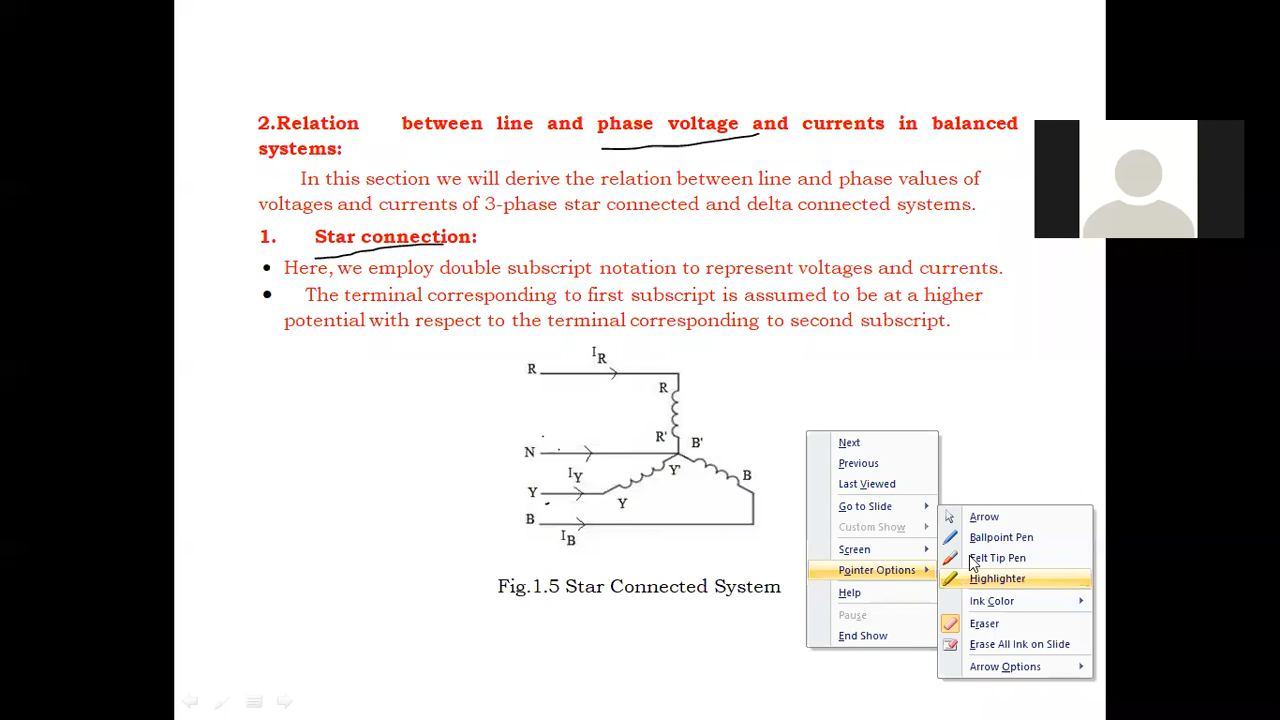 2.Relation between line and phase voltage and currents in balanced
systems:
In this section we will derive the relation between line and phase values of
voltages and currents of 3-phase star connected and delta connected systems.
1. Star connection:
• Here, we employ double subscript notation to represent voltages and currents.
• The terminal corresponding to first subscript is assumed to be at a higher
potential with respect to the terminal corresponding to second subscript.
R
IR
R
R'
B'
N
Y'
B
IY
Y
Y
B
IB
Fig.1.5 Star Connected System
Next
Previous
Last Viewed
Go to Slide
Custom Show
Screen
Pointer Options
Help
Pause
End Show
Arrow
Ballpoint Pen
Felt Tip Pen
Highlighter
Ink Color
Eraser
Erase All Ink on Slide
Arrow Options